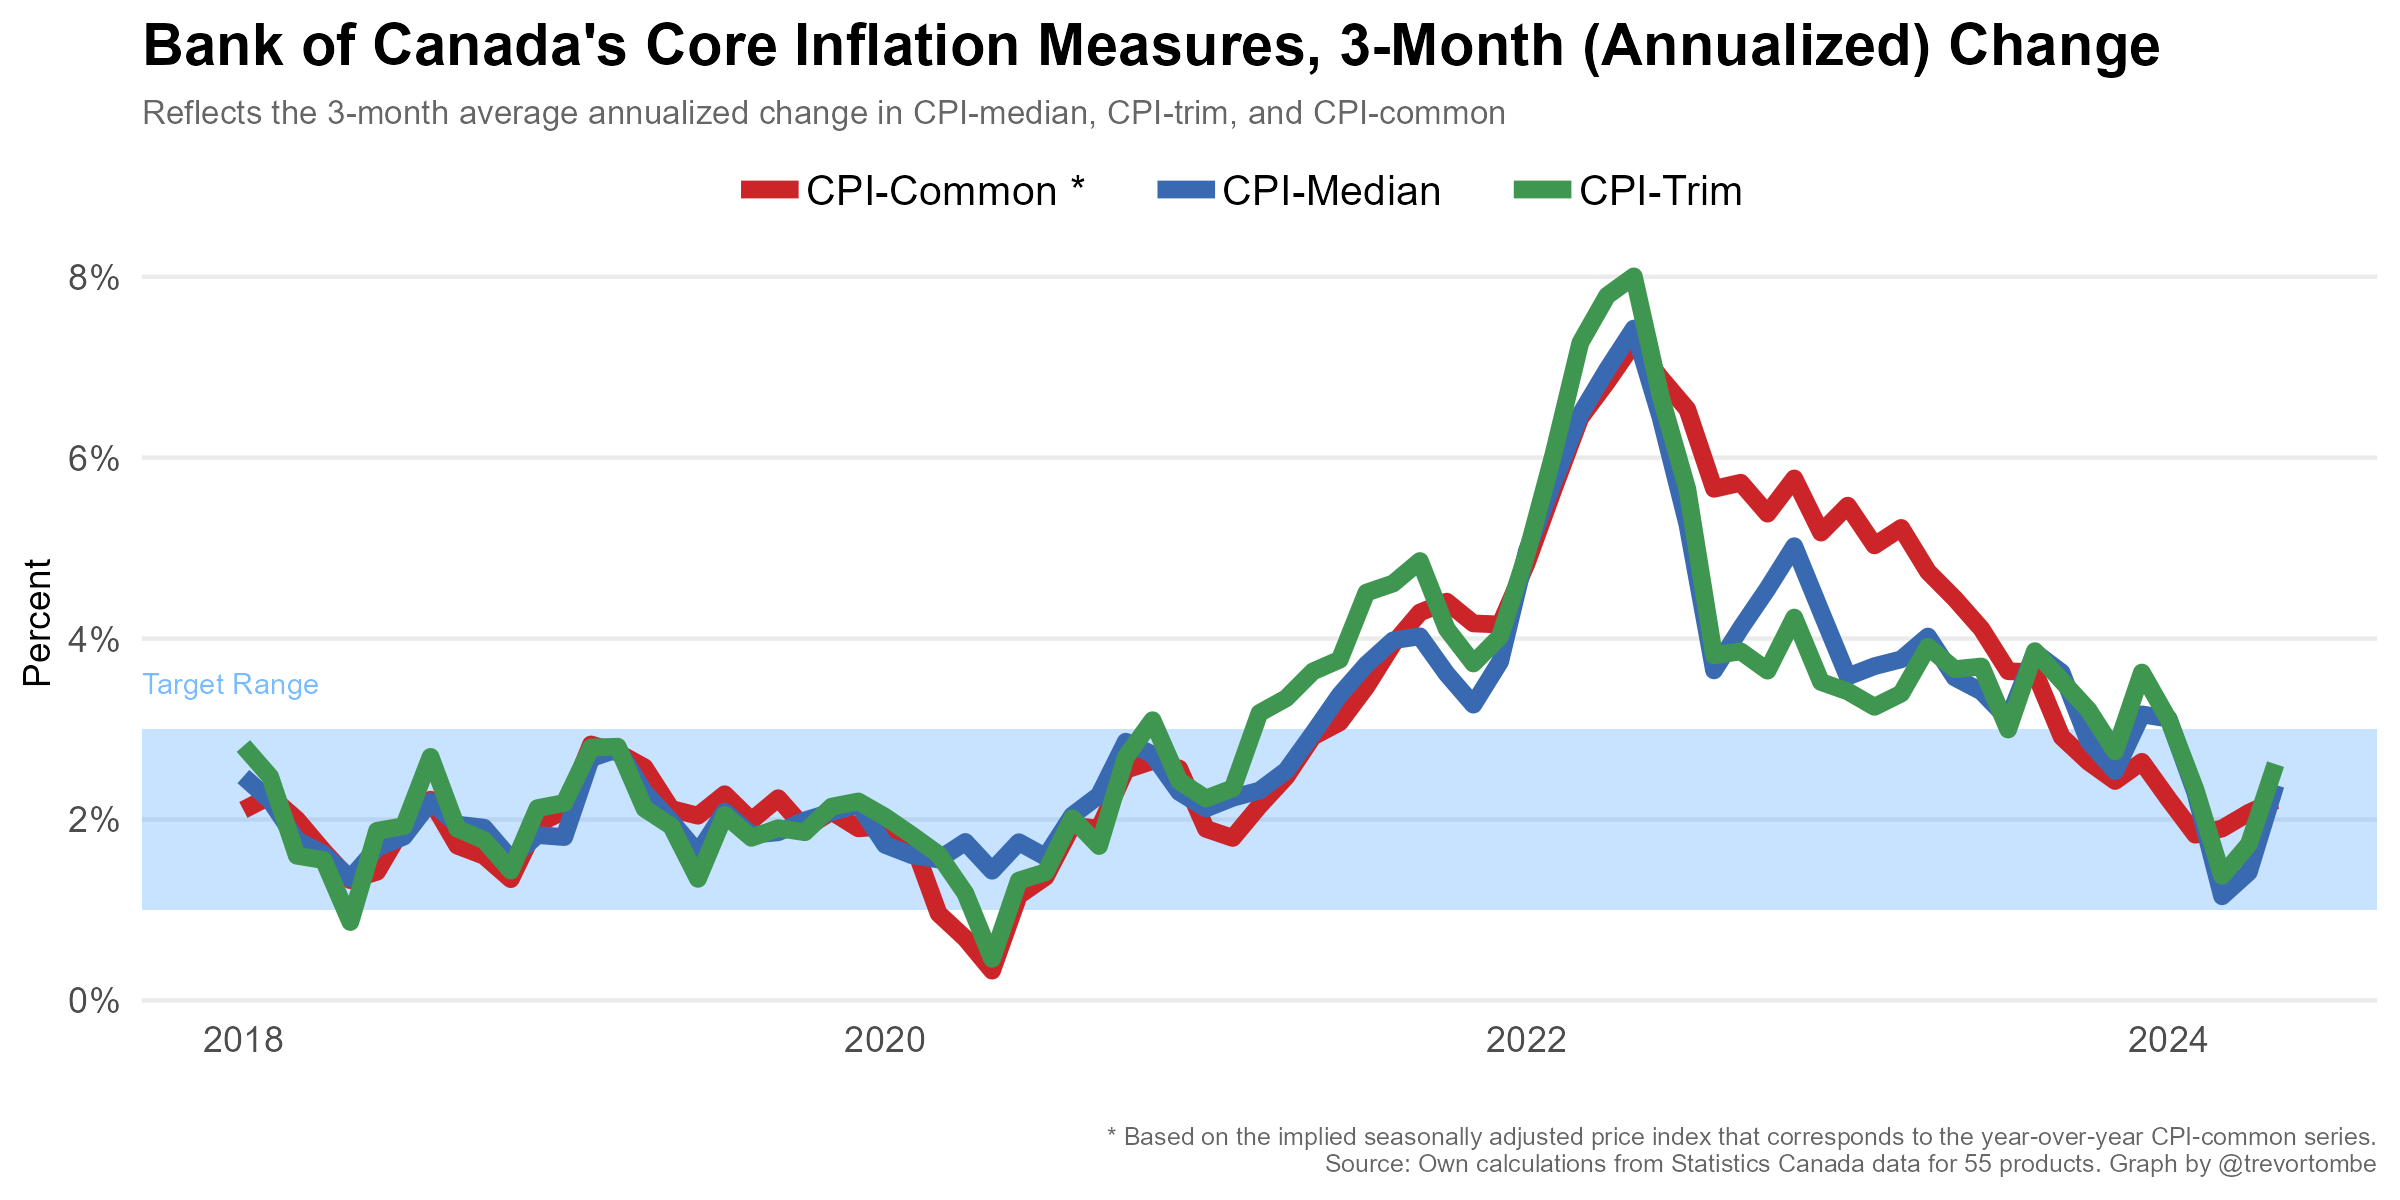 Bank of Canada's Core Inflation Measures, 3-Month (Annualized) Change
Reflects the 3-month average annualized change in CPI-median, CPI-trim, and CPI-common
CPI-Common * CPI-Median CPI-Trim
8%
6%
4%
2%
0%
Percent
Target Range
2018 2020 2022 2024
* Based on the implied seasonally adjusted price index that corresponds to the year-over-year CPI-common series.
Source: Own calculations from Statistics Canada data for 55 products. Graph by @trevortombe